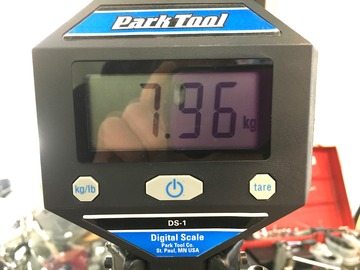 Park Tool
7.96 kg
kg/lb
tare
DS-1
Digital Scale
Park Tool Co.
St. Paul, MN USA